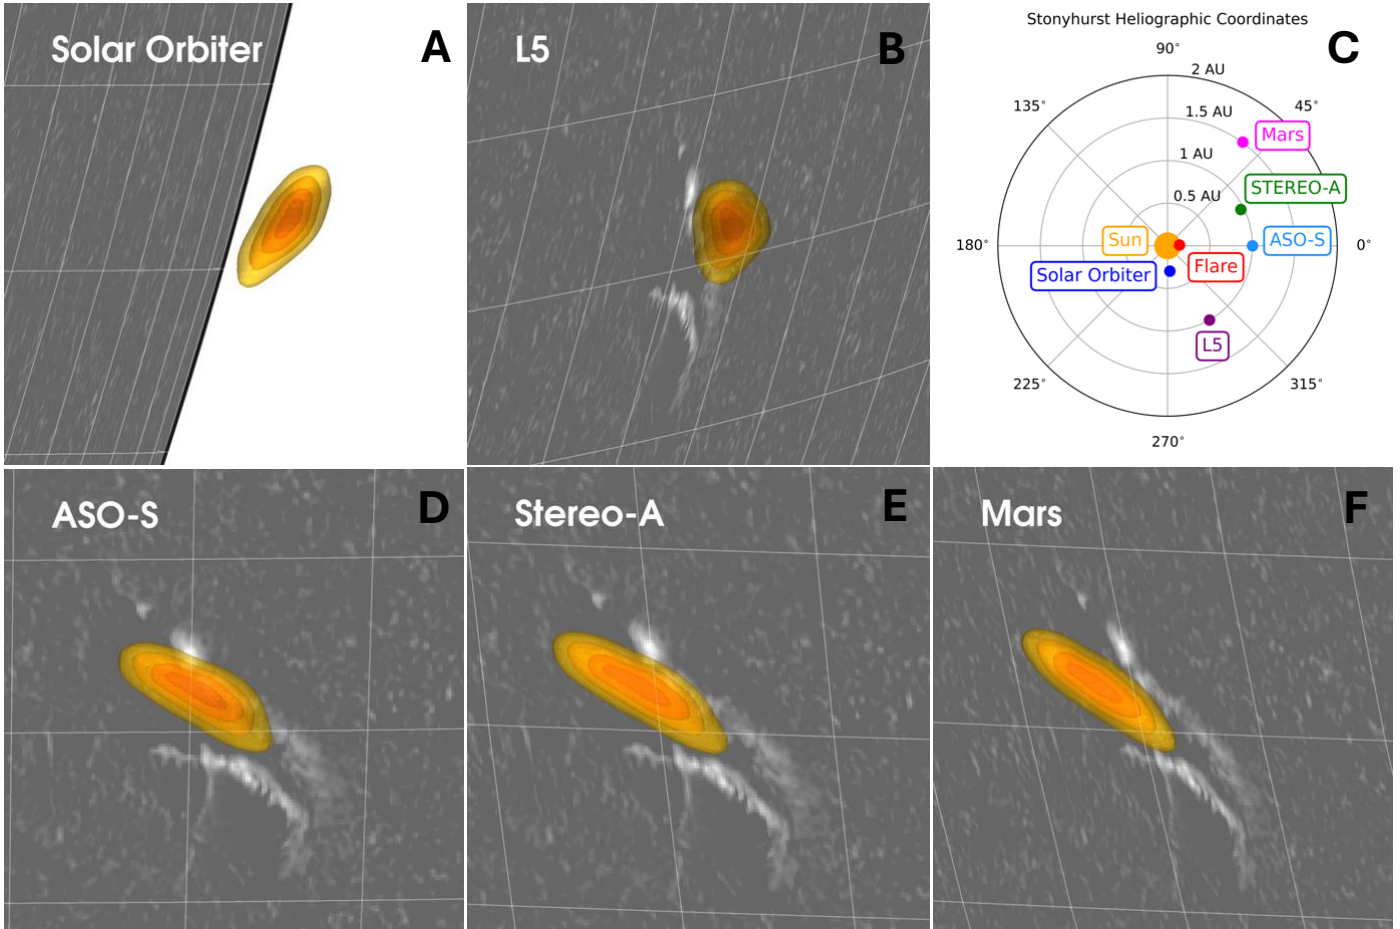 Solar Orbiter
A
L5
B
Stonyhurst Heliographic Coordinates
C
90°
2 AU
135°
1.5 AU
45°
Mars
1 AU
STEREO-A
0.5 AU
180°
Sun
ASO-S
0°
Solar Orbiter
Flare
L5
225°
315°
270°
ASO-S
D
Stereo-A
E
Mars
F